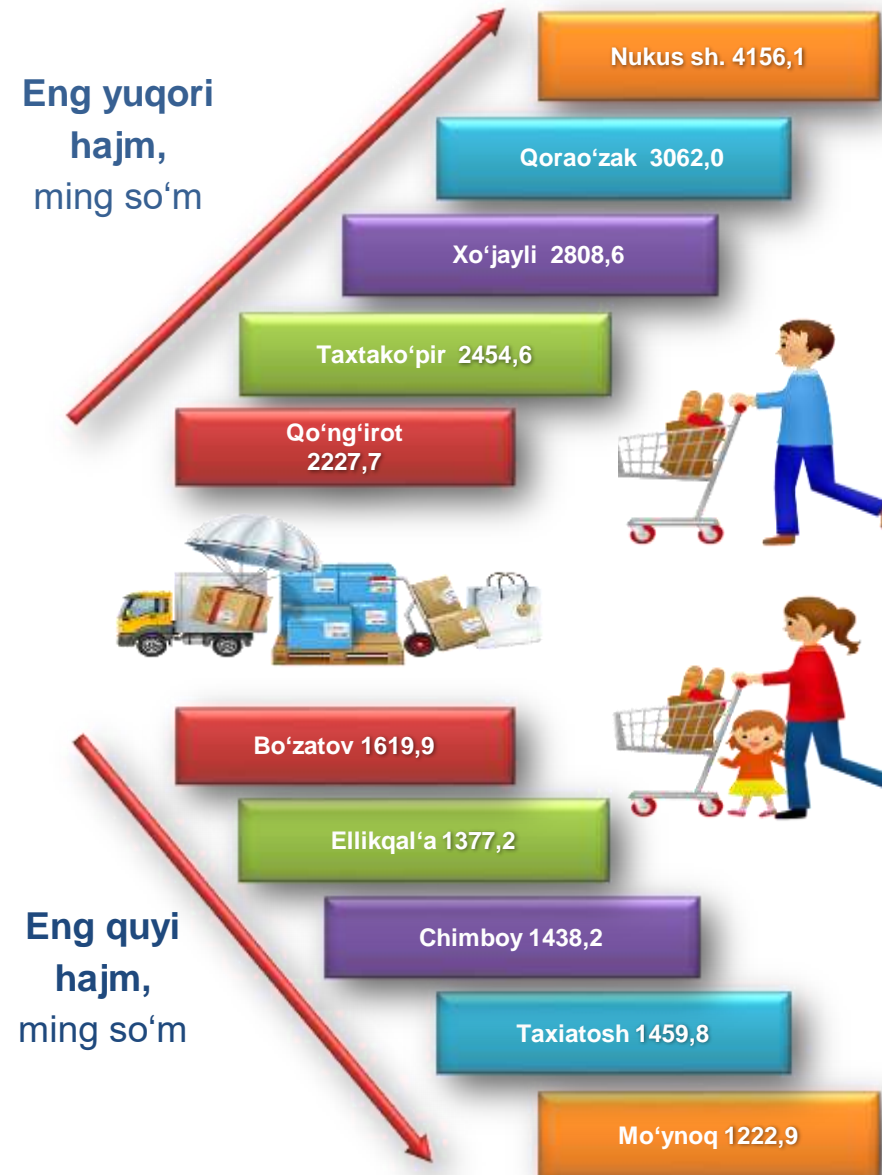 Nukus sh. 4156,1
Eng yuqori
hajm,
ming so‘m
Qorao‘zak 3062,0
Xo‘jayli 2808,6
Taxtako‘pir 2454,6
Qo‘ng‘irot
2227,7
Bo‘zatov 1619,9
Ellikqal‘a 1377,2
Eng quyi
hajm,
ming so‘m
Chimboy 1438,2
Taxiatosh 1459,8
Mo‘ynoq 1222,9